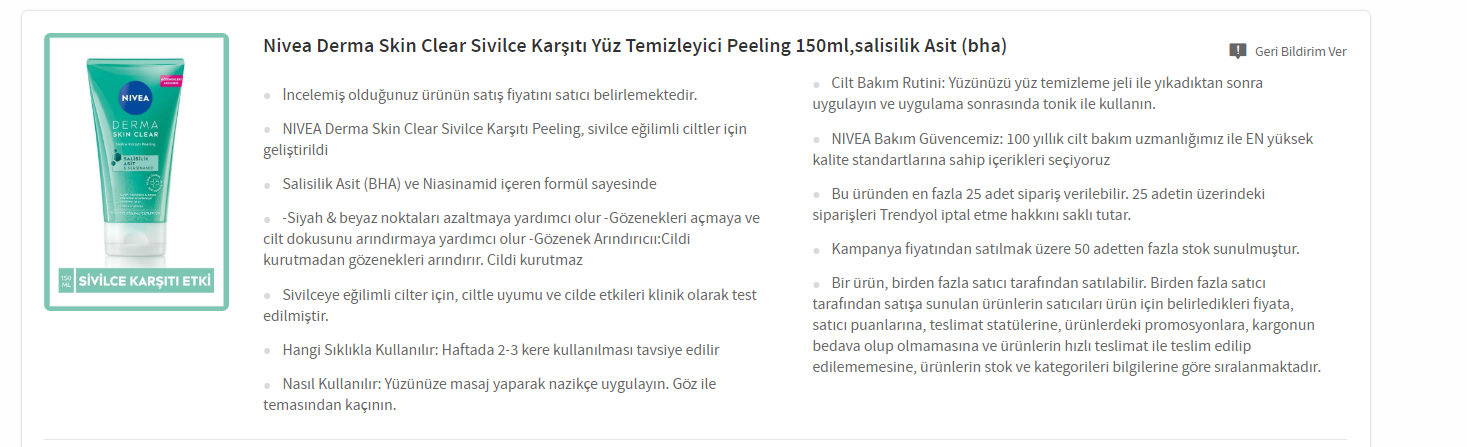 Nivea Derma Skin Clear Sivilce Karşıtı Yüz Temizleyici Peeling 150ml,salisilik Asit (bha)
Geri Bildirim Ver
NIVEA
DERMA
SKIN CLEAR
SALİSİLİK
ASİT
150
ML
SİVİLCE KARŞITI ETKİ
İncelemiş olduğunuz ürünün satış fiyatını satıcı belirlemektedir.
NIVEA Derma Skin Clear Sivilce Karşıtı Peeling, sivilce eğilimli ciltler için
geliştirildi
Salisilik Asit (BHA) ve Niasinamid içeren formül sayesinde
-Siyah & beyaz noktaları azaltmaya yardımcı olur -Gözenekleri açmaya ve
cilt dokusunu arındırmaya yardımcı olur -Gözenek Arındırıcıı:Cildi
kurutmadan gözenekleri arındırır. Cildi kurutmaz
Sivilceye eğilimli cilter için, ciltle uyumu ve cilde etkileri klinik olarak test
edilmiştir.
Hangi Sıklıkla Kullanılır: Haftada 2-3 kere kullanılması tavsiye edilir
Nasıl Kullanılır: Yüzünüze masaj yaparak nazikçe uygulayın. Göz ile
temasından kaçının.
Cilt Bakım Rutini: Yüzünüzü yüz temizleme jeli ile yıkadıktan sonra
uygulayın ve uygulama sonrasında tonik ile kullanın.
NIVEA Bakım Güvencemiz: 100 yıllık cilt bakım uzmanlığımız ile EN yüksek
kalite standartlarına sahip içerikleri seçiyoruz
Bu üründen en fazla 25 adet sipariş verilebilir. 25 adetin üzerindeki
siparişleri Trendyol iptal etme hakkını saklı tutar.
Kampanya fiyatından satılmak üzere 50 adetten fazla stok sunulmuştur.
Bir ürün, birden fazla satıcı tarafından satılabilir. Birden fazla satıcı
tarafından satışa sunulan ürünlerin satıcıları ürün için belirledikleri fiyata,
satıcı puanlarına, teslimat statülerine, ürünlerdeki promosyonlara, kargonun
bedava olup olmamasına ve ürünlerin hızlı teslimat ile teslim edilip
edilememesine, ürünlerin stok ve kategorileri bilgilerine göre sıralanmaktadır.